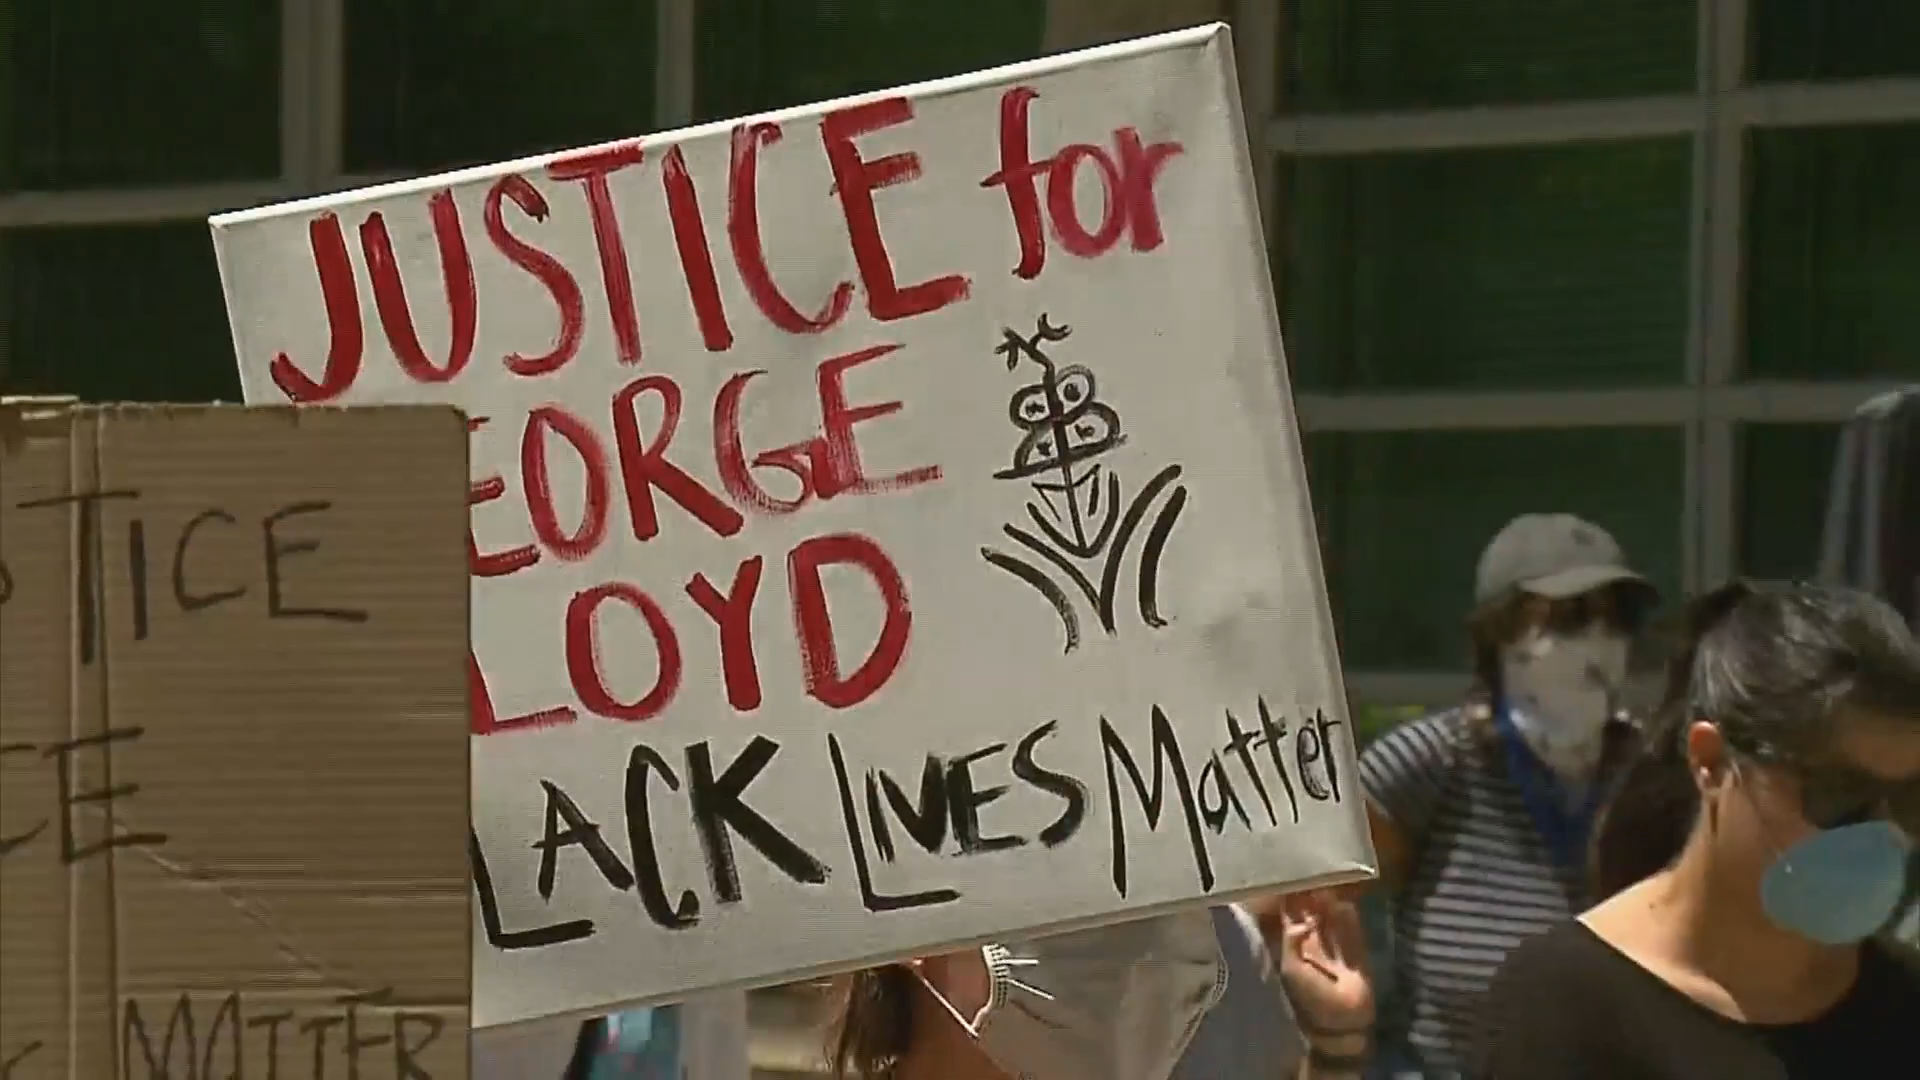 JUSTICE for
EORGE
LOYD
LACK LIVES Matter
TICE
CE
MATTER